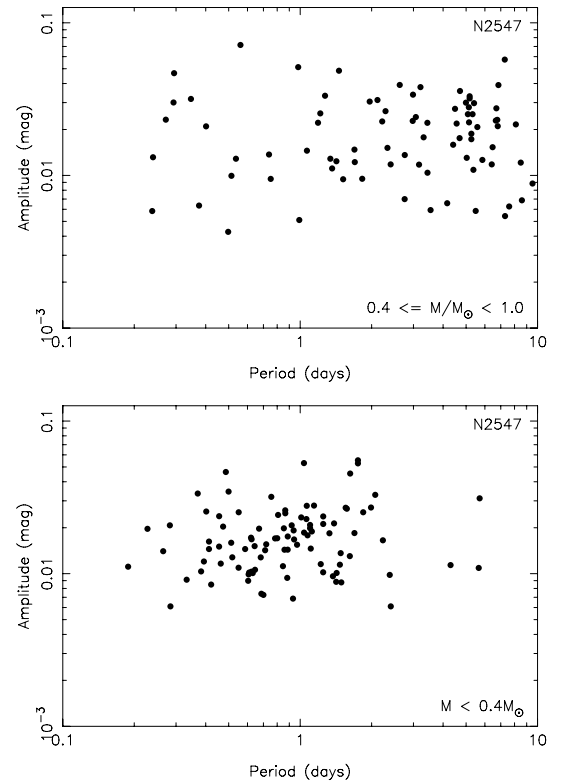 N2547
0.1
0.01
10⁻³
Amplitude (mag)
0.4 <= M/M☉ < 1.0
0.1
1
10
Period (days)
N2547
0.1
0.01
10⁻³
Amplitude (mag)
M < 0.4M☉
0.1
1
10
Period (days)